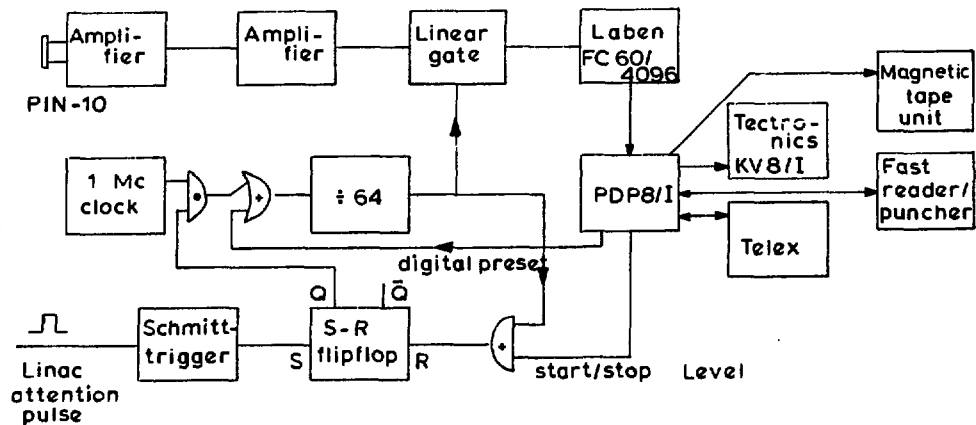 Ampli-
fier
PIN-10
Ampli-
fier
Linear
gate
Laben
FC 60/
4096
Magnetic
tape
unit
Tectro-
nics
KV8/I
1 Mc
clock
•
+
÷ 64
PDP8/I
Fast
reader/
puncher
Telex
digital preset
Q
Q̄
Schmitt-
trigger
S
S-R
flipflop
R
+
start/stop Level
Linac
attention
pulse